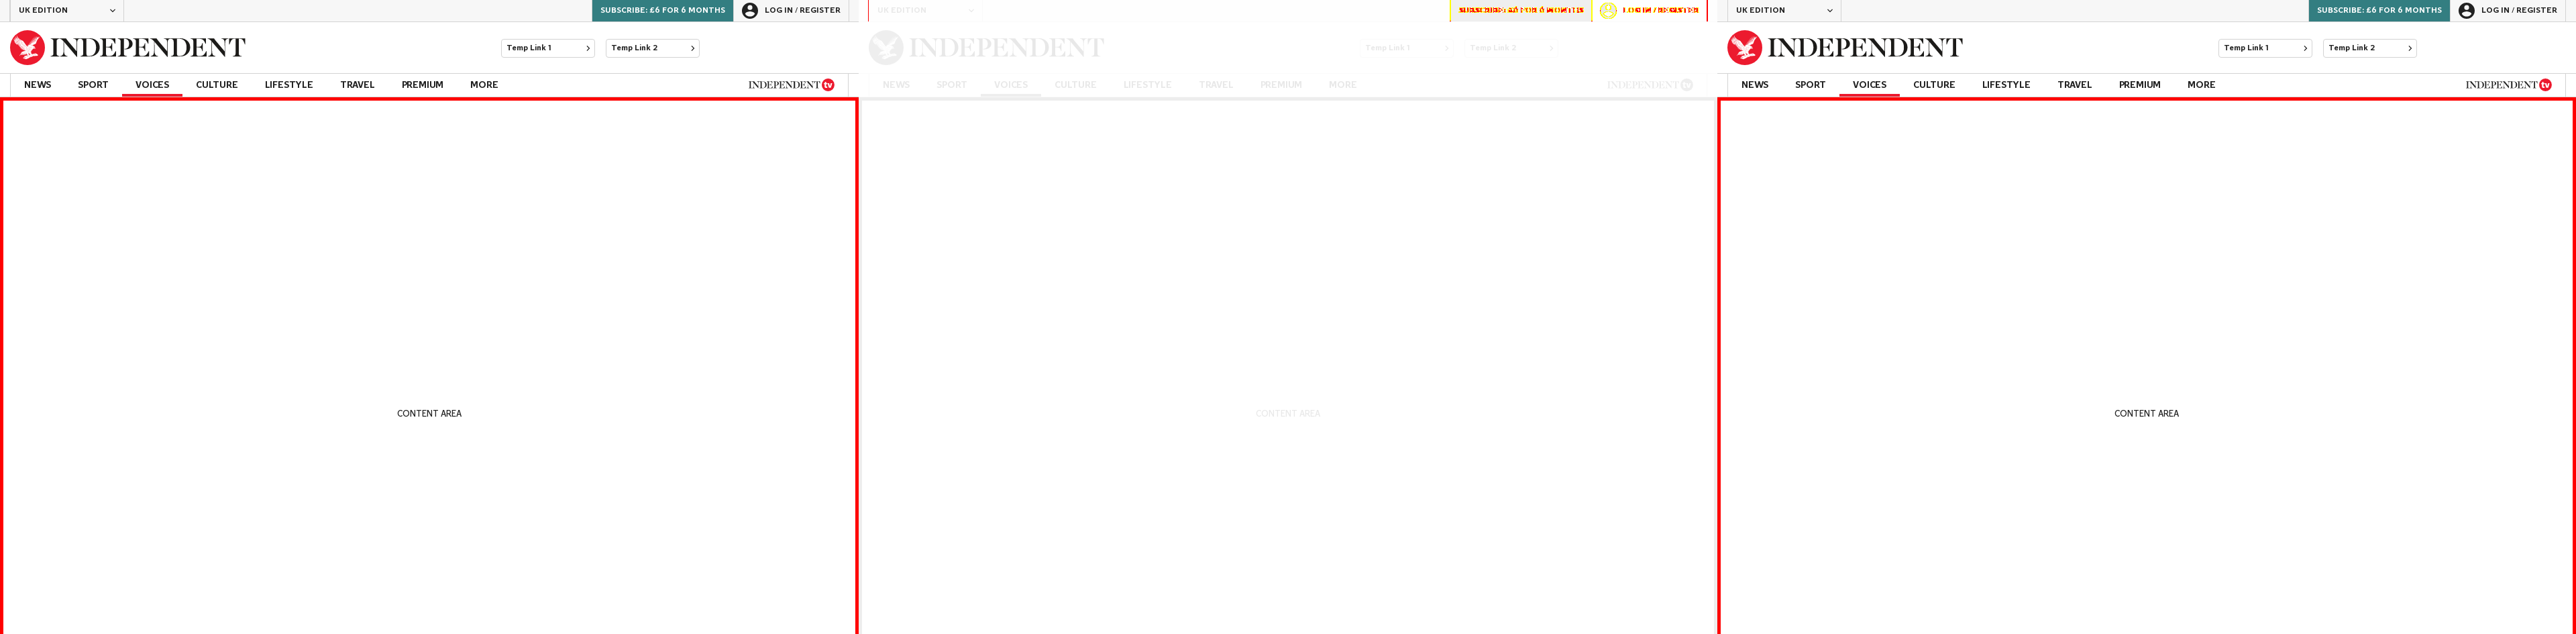 UK EDITION
SUBSCRIBE: £6 FOR 6 MONTHS
LOG IN / REGISTER
INDEPENDENT
Temp Link 1
Temp Link 2
NEWS SPORT VOICES CULTURE LIFESTYLE TRAVEL PREMIUM MORE
INDEPENDENT tv
CONTENT AREA
UK EDITION
SUBSCRIBE: £6 FOR 6 MONTHS
LOG IN / REGISTER
INDEPENDENT
Temp Link 1
Temp Link 2
NEWS SPORT VOICES CULTURE LIFESTYLE TRAVEL PREMIUM MORE
INDEPENDENT tv
CONTENT AREA
UK EDITION
SUBSCRIBE: £6 FOR 6 MONTHS
LOG IN / REGISTER
INDEPENDENT
Temp Link 1
Temp Link 2
NEWS SPORT VOICES CULTURE LIFESTYLE TRAVEL PREMIUM MORE
INDEPENDENT tv
CONTENT AREA